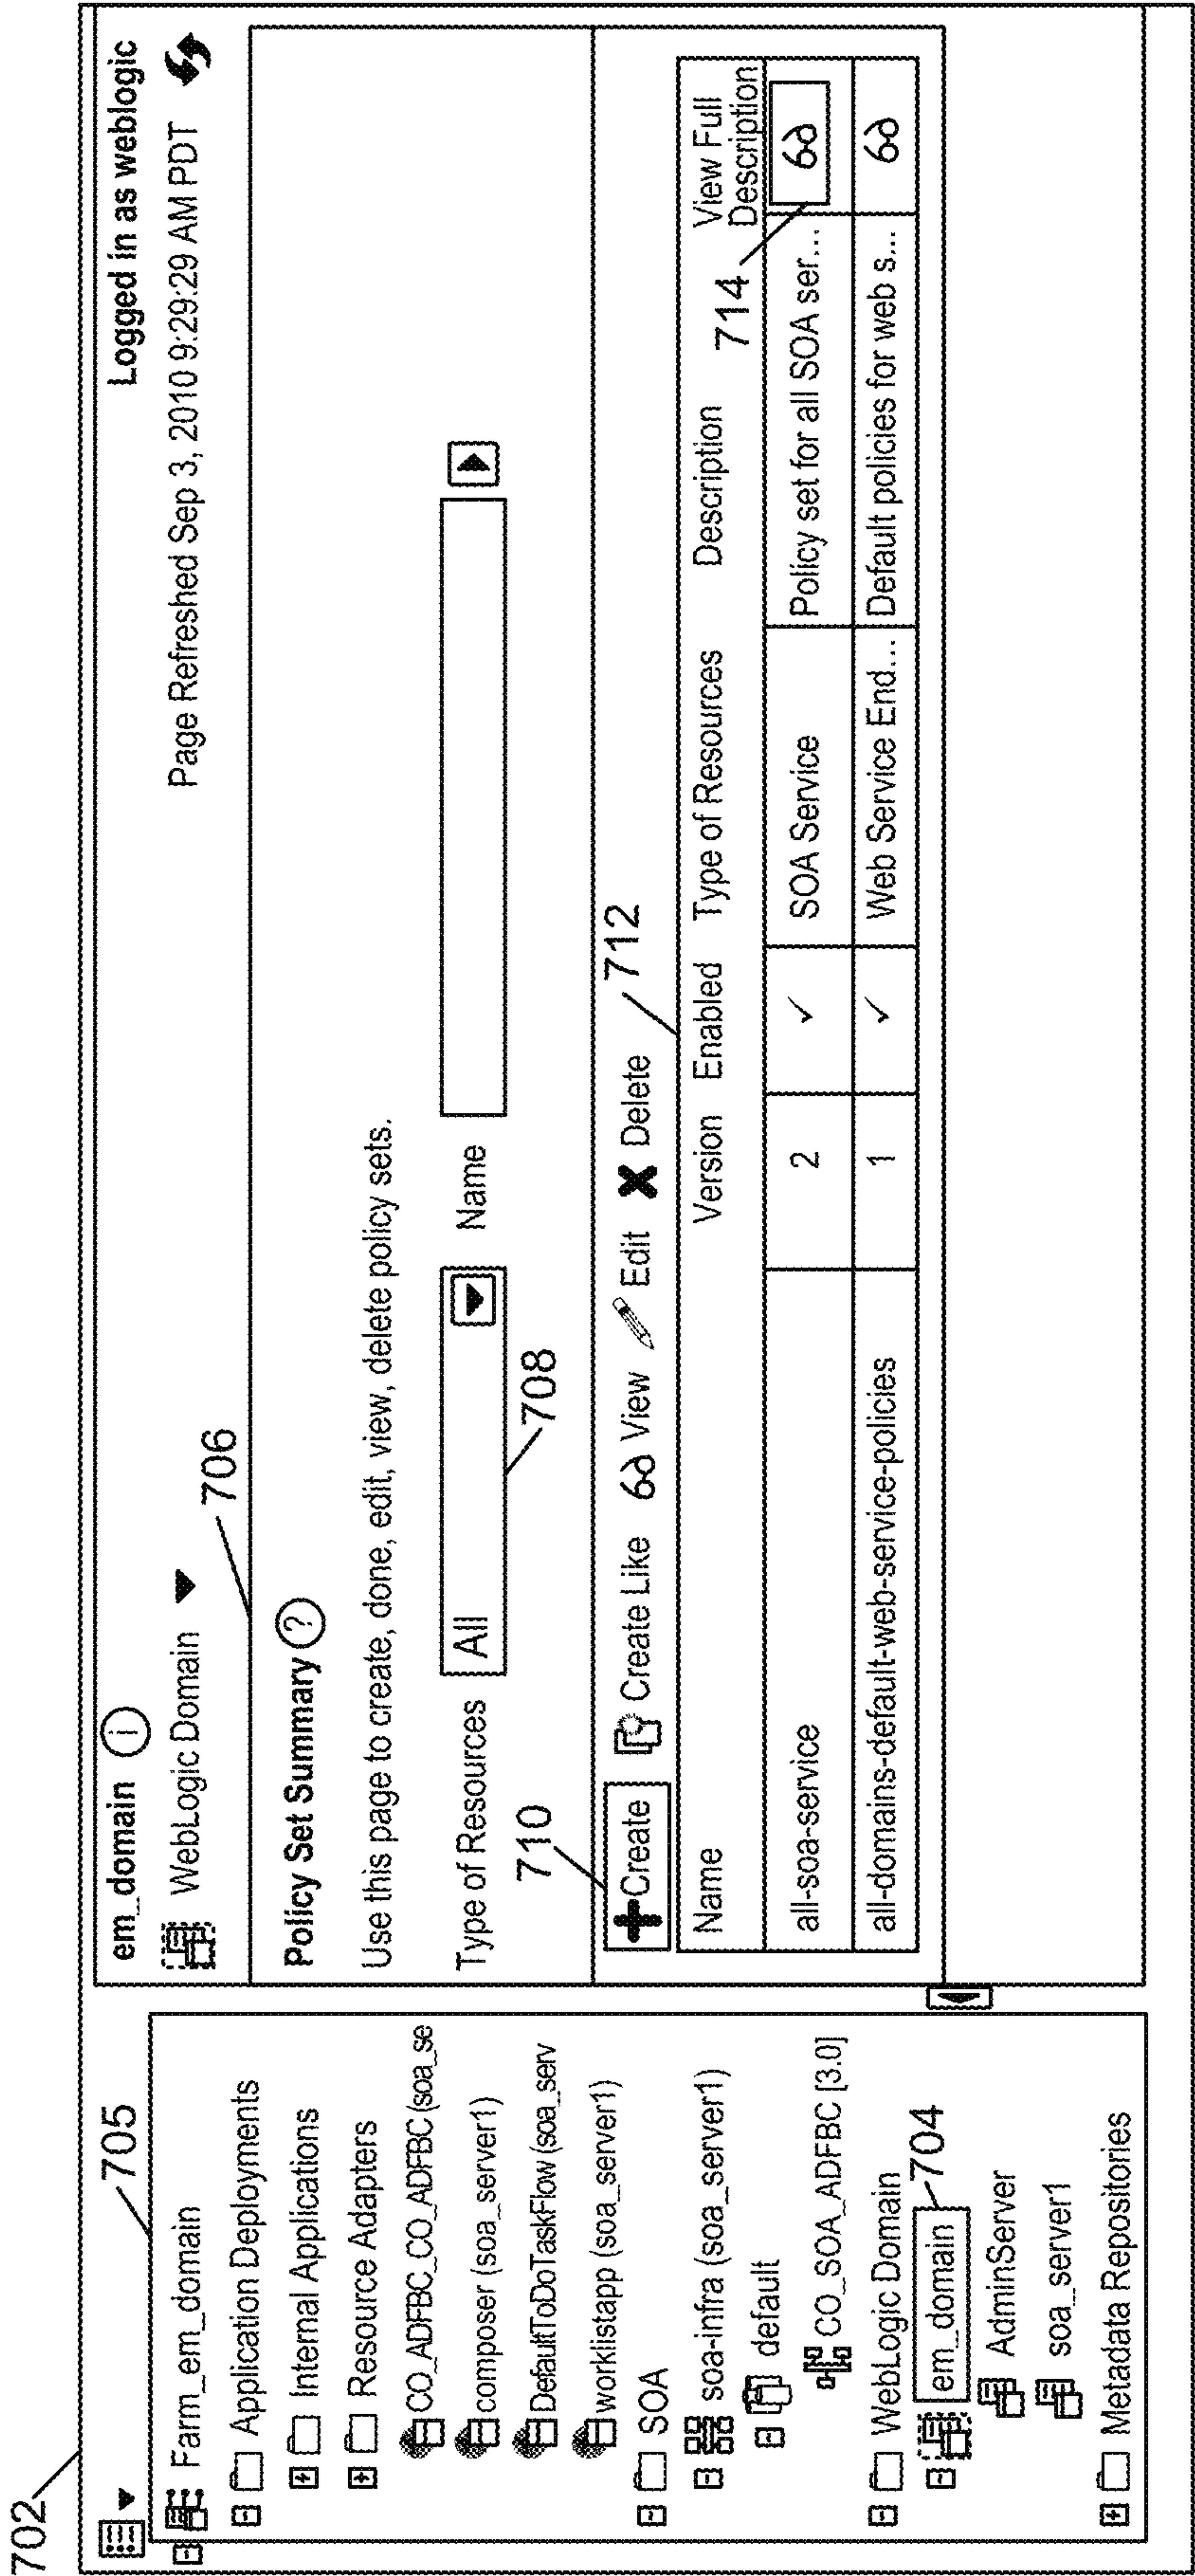 702
705
Farm_em_domain
Application Deployments
Internal Applications
Resource Adapters
CO_ADFBC_CO_ADFBC (soa_se
composer (soa_server1)
DefaultToDoTaskFlow (soa_serv
worklistapp (soa_server1)
SOA
soa-infra (soa_server1)
default
CO_SOA_ADFBC [3.0]
WebLogic Domain
em_domain 704
AdminServer
soa_server1
Metadata Repositories
em_domain i Logged in as weblogic
WebLogic Domain Page Refreshed Sep 3, 2010 9:29:29 AM PDT
706
Policy Set Summary ?
Use this page to create, done, edit, view, delete policy sets.
Type of Resources All Name
708
710
Create Create Like View Edit Delete 712
Name Version Enabled Type of Resources Description View Full Description
714
all-soa-service 2 ✓ SOA Service Policy set for all SOA ser...
all-domains-default-web-service-policies 1 ✓ Web Service End... Default policies for web s...